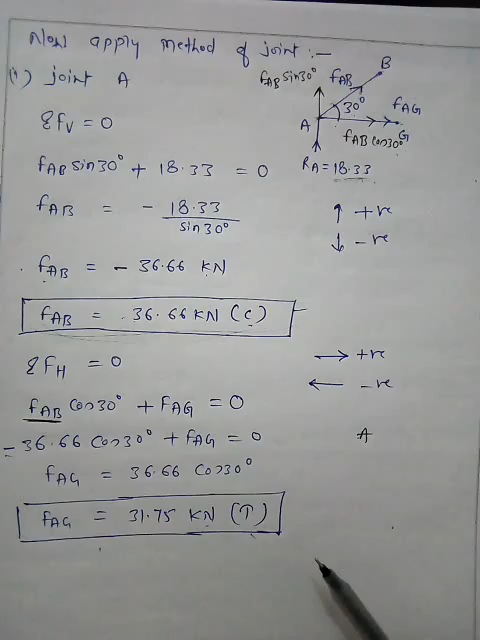 Now apply method of joint :-
(1) joint A
B
FAB sin30° FAB
30° FAG
A G
FAB cos30°
RA = 18.33
ΣFV = 0
FAB sin30° + 18.33 = 0
FAB = - 18.33 / sin30°
↑ +ve
↓ -ve
FAB = - 36.66 KN
FAB = 36.66 KN (C)
ΣFH = 0
→ +ve
← -ve
FAB cos30° + FAG = 0
- 36.66 cos30° + FAG = 0 A
FAG = 36.66 cos30°
FAG = 31.75 KN (T)